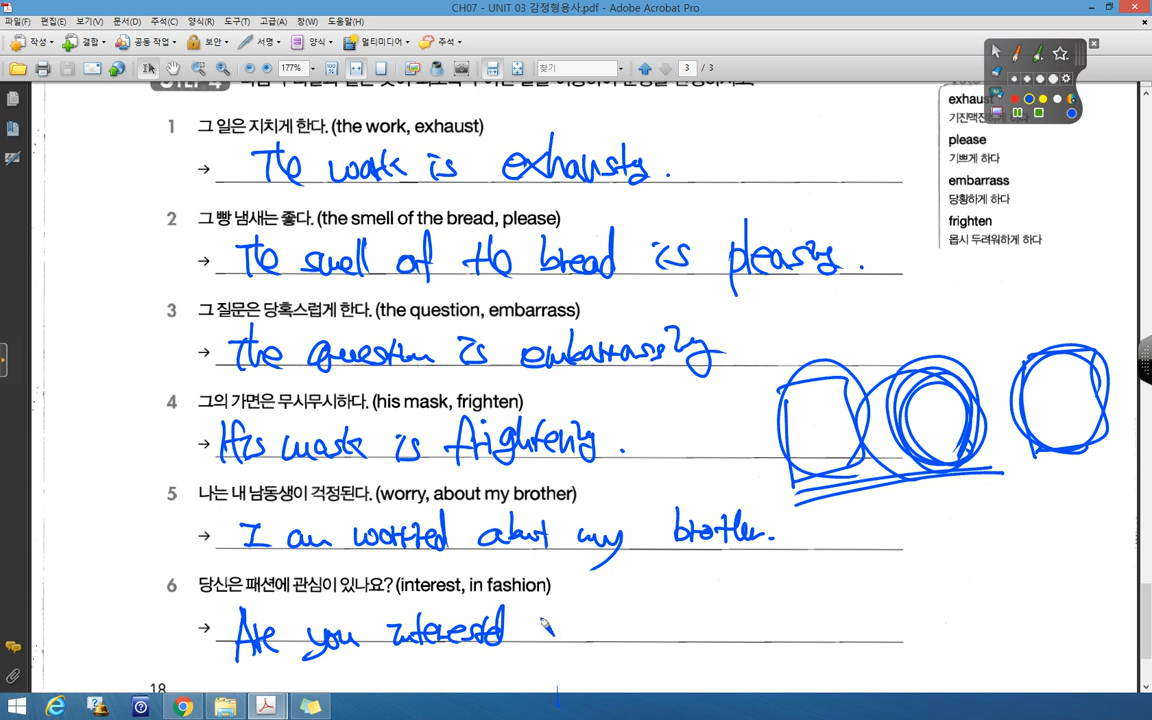 CH07 - UNIT 03 감정형용사.pdf - Adobe Acrobat Pro
파일(F) 편집(E) 보기(V) 문서(D) 주석(C) 양식(R) 도구(T) 고급(A) 창(W) 도움말(H)
작성 결합 공동 작업 보안 서명 양식 멀티미디어 주석
177% 찾기 3 / 3
STEP 4
exhaust
기진맥진하게 하다
please
기쁘게 하다
embarrass
당황하게 하다
frighten
몹시 두려워하게 하다
1 그 일은 지치게 한다. (the work, exhaust)
→ The work is exhausting.
2 그 빵 냄새는 좋다. (the smell of the bread, please)
→ The smell of the bread is pleasing.
3 그 질문은 당혹스럽게 한다. (the question, embarrass)
→ The question is embarrassing
4 그의 가면은 무시무시하다. (his mask, frighten)
→ His mask is frightening.
5 나는 내 남동생이 걱정된다. (worry, about my brother)
→ I am worried about my brother.
6 당신은 패션에 관심이 있나요? (interest, in fashion)
→ Are you interested
18